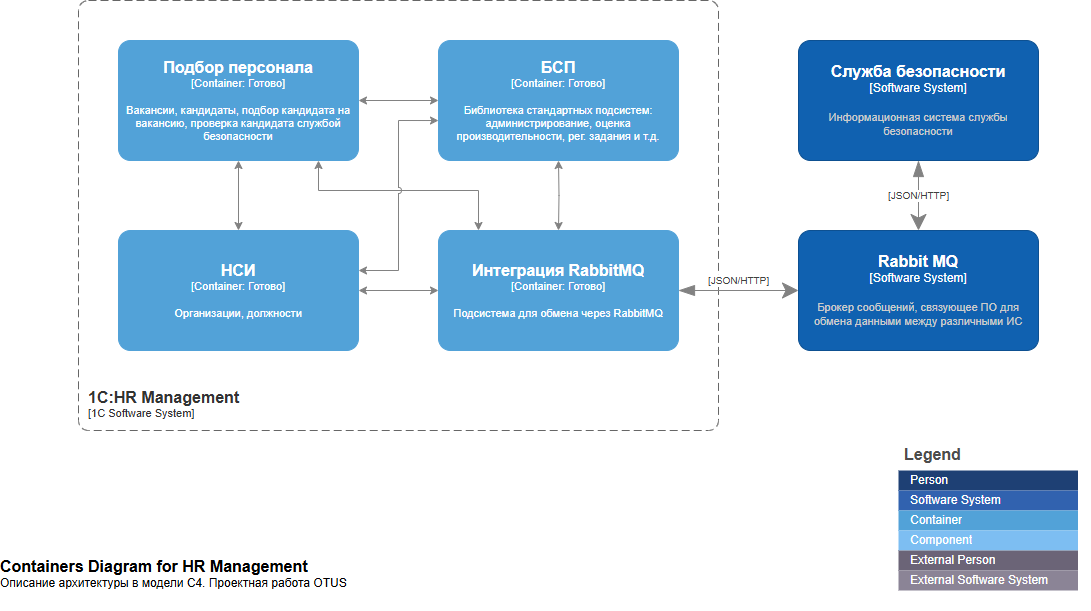 Подбор персонала
[Container: Готово]
Вакансии, кандидаты, подбор кандидата на
вакансию, проверка кандидата службой
безопасности
БСП
[Container: Готово]
Библиотека стандартных подсистем:
администрирование, оценка
производительности, рег. задания и т.д.
Служба безопасности
[Software System]
Информационная система службы
безопасности
[JSON/HTTP]
НСИ
[Container: Готово]
Организации, должности
Интеграция RabbitMQ
[Container: Готово]
Подсистема для обмена через RabbitMQ
[JSON/HTTP]
Rabbit MQ
[Software System]
Брокер сообщений, связующее ПО для
обмена данными между различными ИС
1C:HR Management
[1C Software System]
Legend
Person
Software System
Container
Component
External Person
External Software System
Containers Diagram for HR Management
Описание архитектуры в модели C4. Проектная работа OTUS